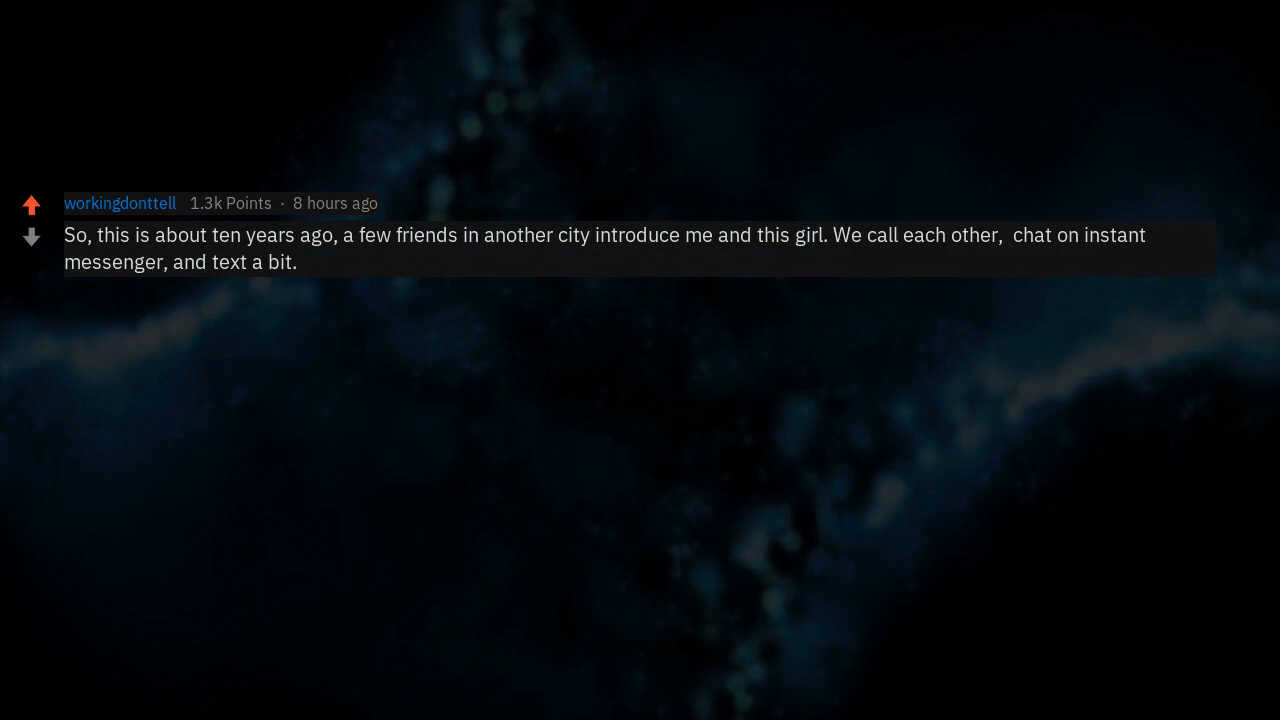 workingdonttell 1.3k Points · 8 hours ago
So, this is about ten years ago, a few friends in another city introduce me and this girl. We call each other,  chat on instant
messenger, and text a bit.